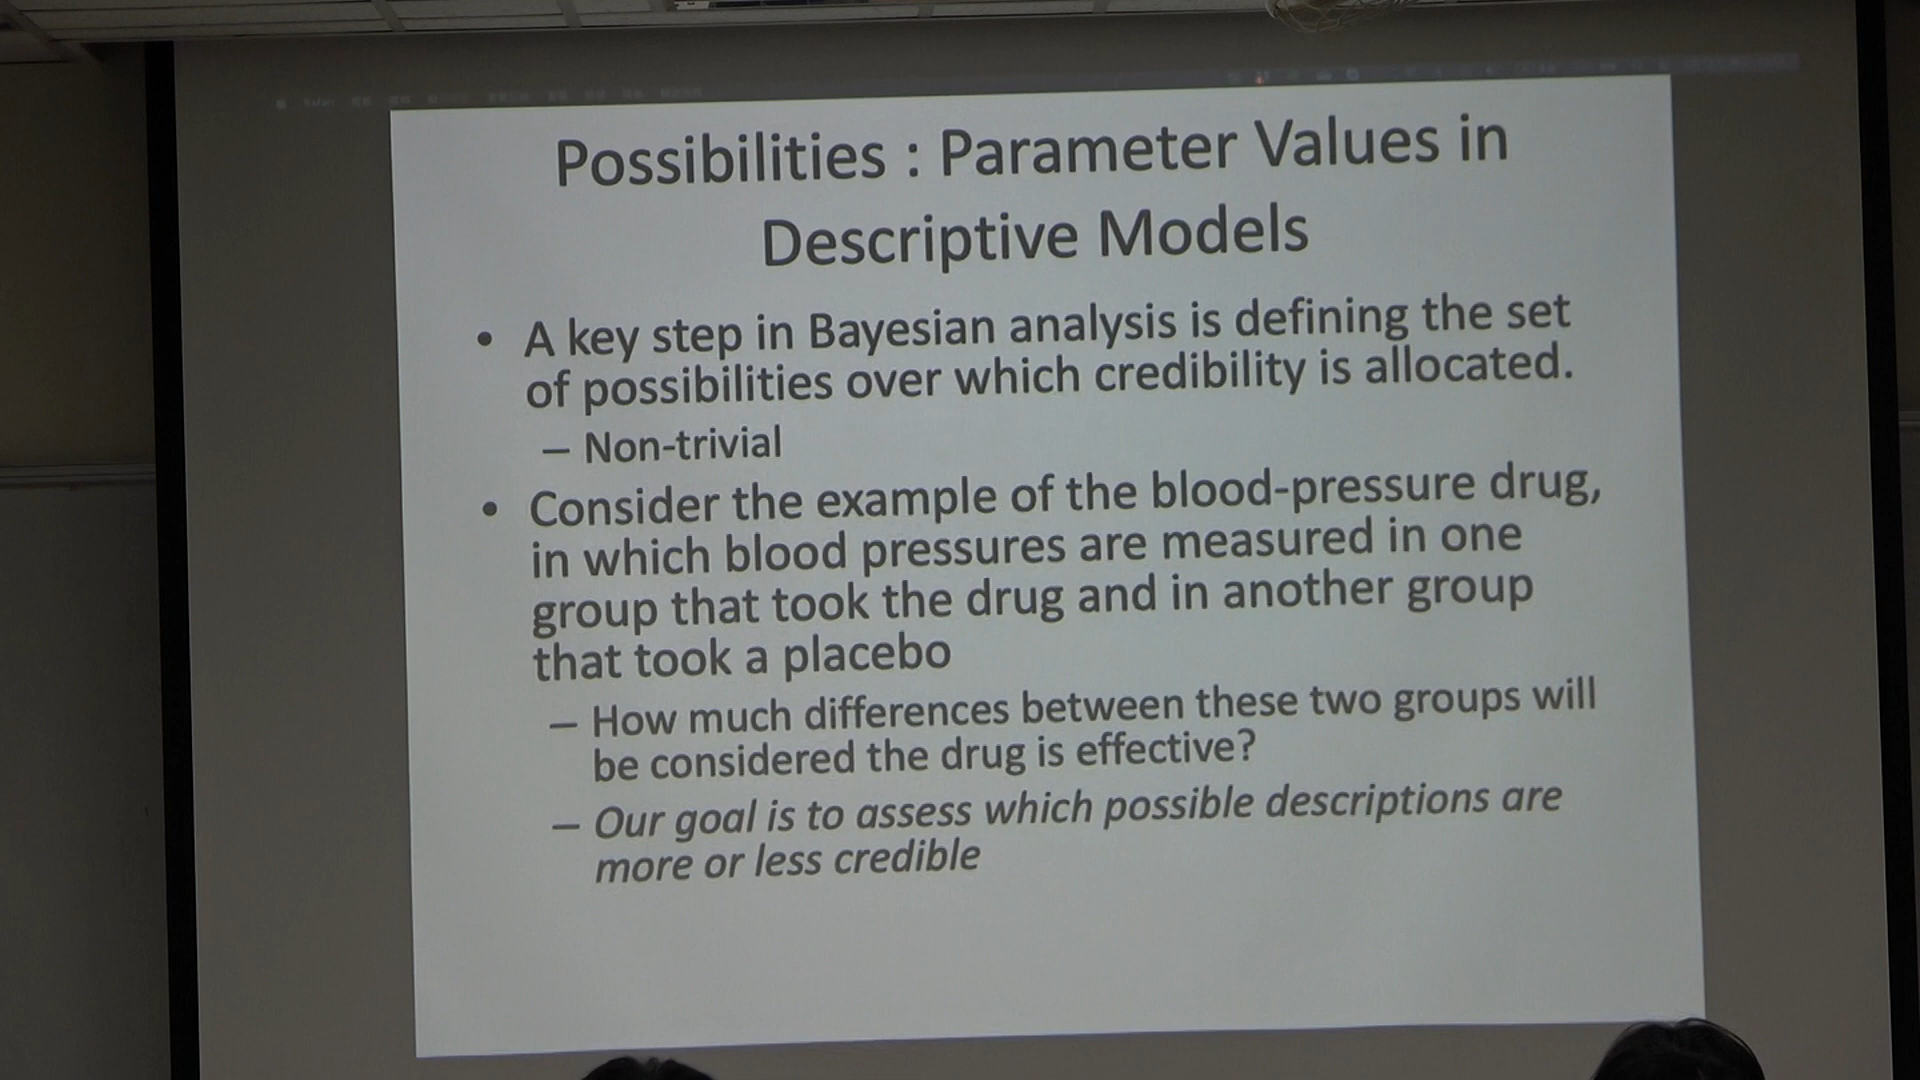 Possibilities : Parameter Values in
Descriptive Models
• A key step in Bayesian analysis is defining the set
of possibilities over which credibility is allocated.
– Non-trivial
• Consider the example of the blood-pressure drug,
in which blood pressures are measured in one
group that took the drug and in another group
that took a placebo
– How much differences between these two groups will
be considered the drug is effective?
– Our goal is to assess which possible descriptions are
more or less credible